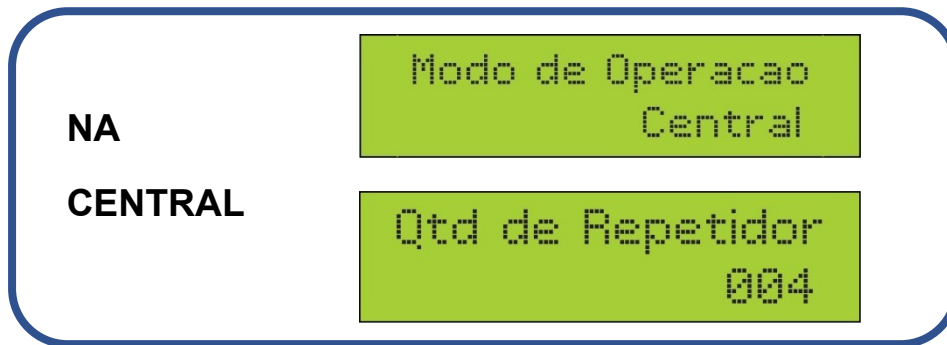 NA
CENTRAL
Modo de Operacao
Central
Qtd de Repetidor
004